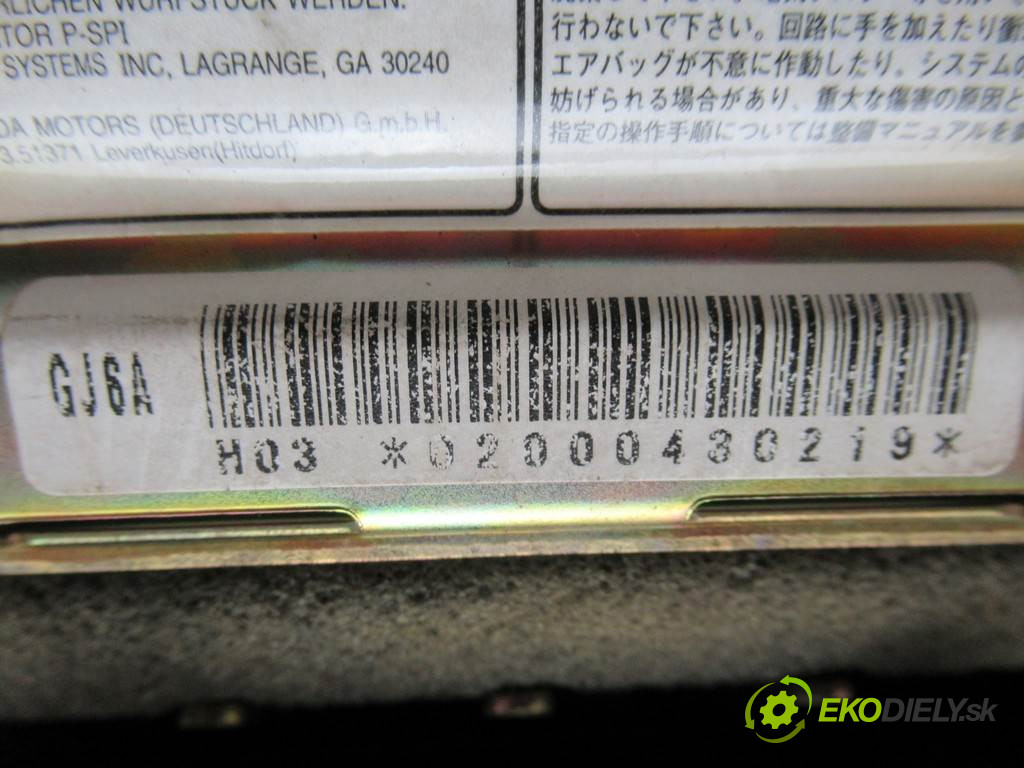 RLICHEN WURFSTÜCK WERDEN.
TOR P-SPI
SYSTEMS INC, LAGRANGE, GA 30240
DA MOTORS (DEUTSCHLAND) G.m.b.H.
3.51371 Leverkusen(Hitdorf)
行わないで下さい。回路に手を加えたり衝
エアバッグが不意に作動したり、システムの
妨げられる場合があり、重大な傷害の原因と
指定の操作手順については整備マニュアルを参
GJ6A
H03 *02000430219*
EKODIELY.sk